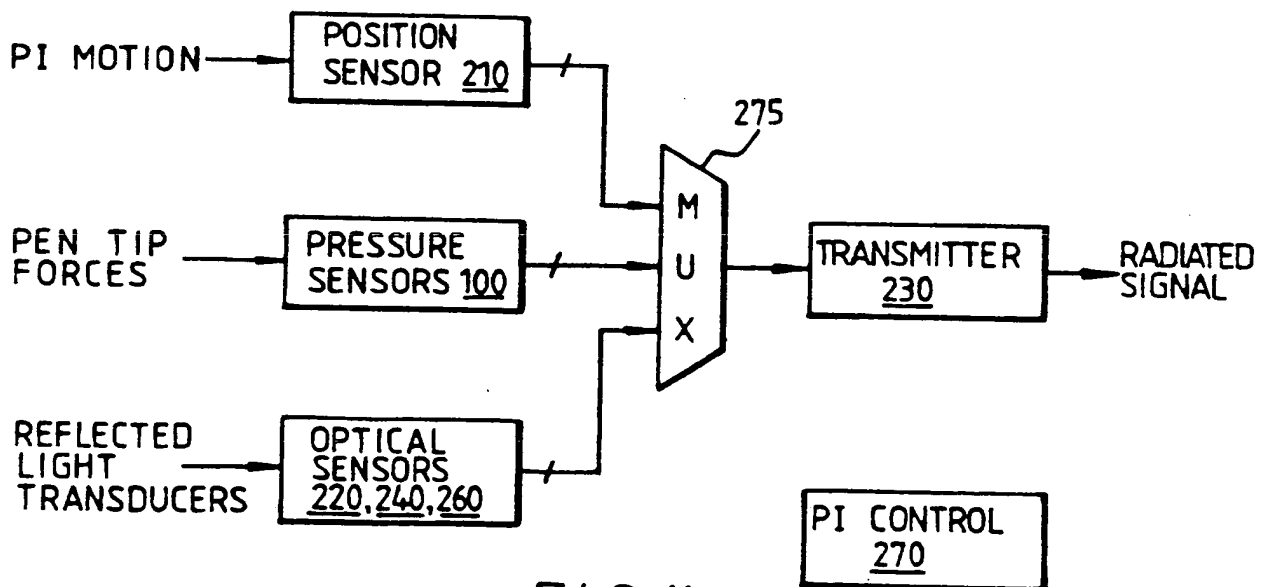 PI MOTION
POSITION
SENSOR 210
275
PEN TIP
FORCES
PRESSURE
SENSORS 100
M
U
X
TRANSMITTER
230
RADIATED
SIGNAL
REFLECTED
LIGHT
TRANSDUCERS
OPTICAL
SENSORS
220, 240, 260
PI CONTROL
270